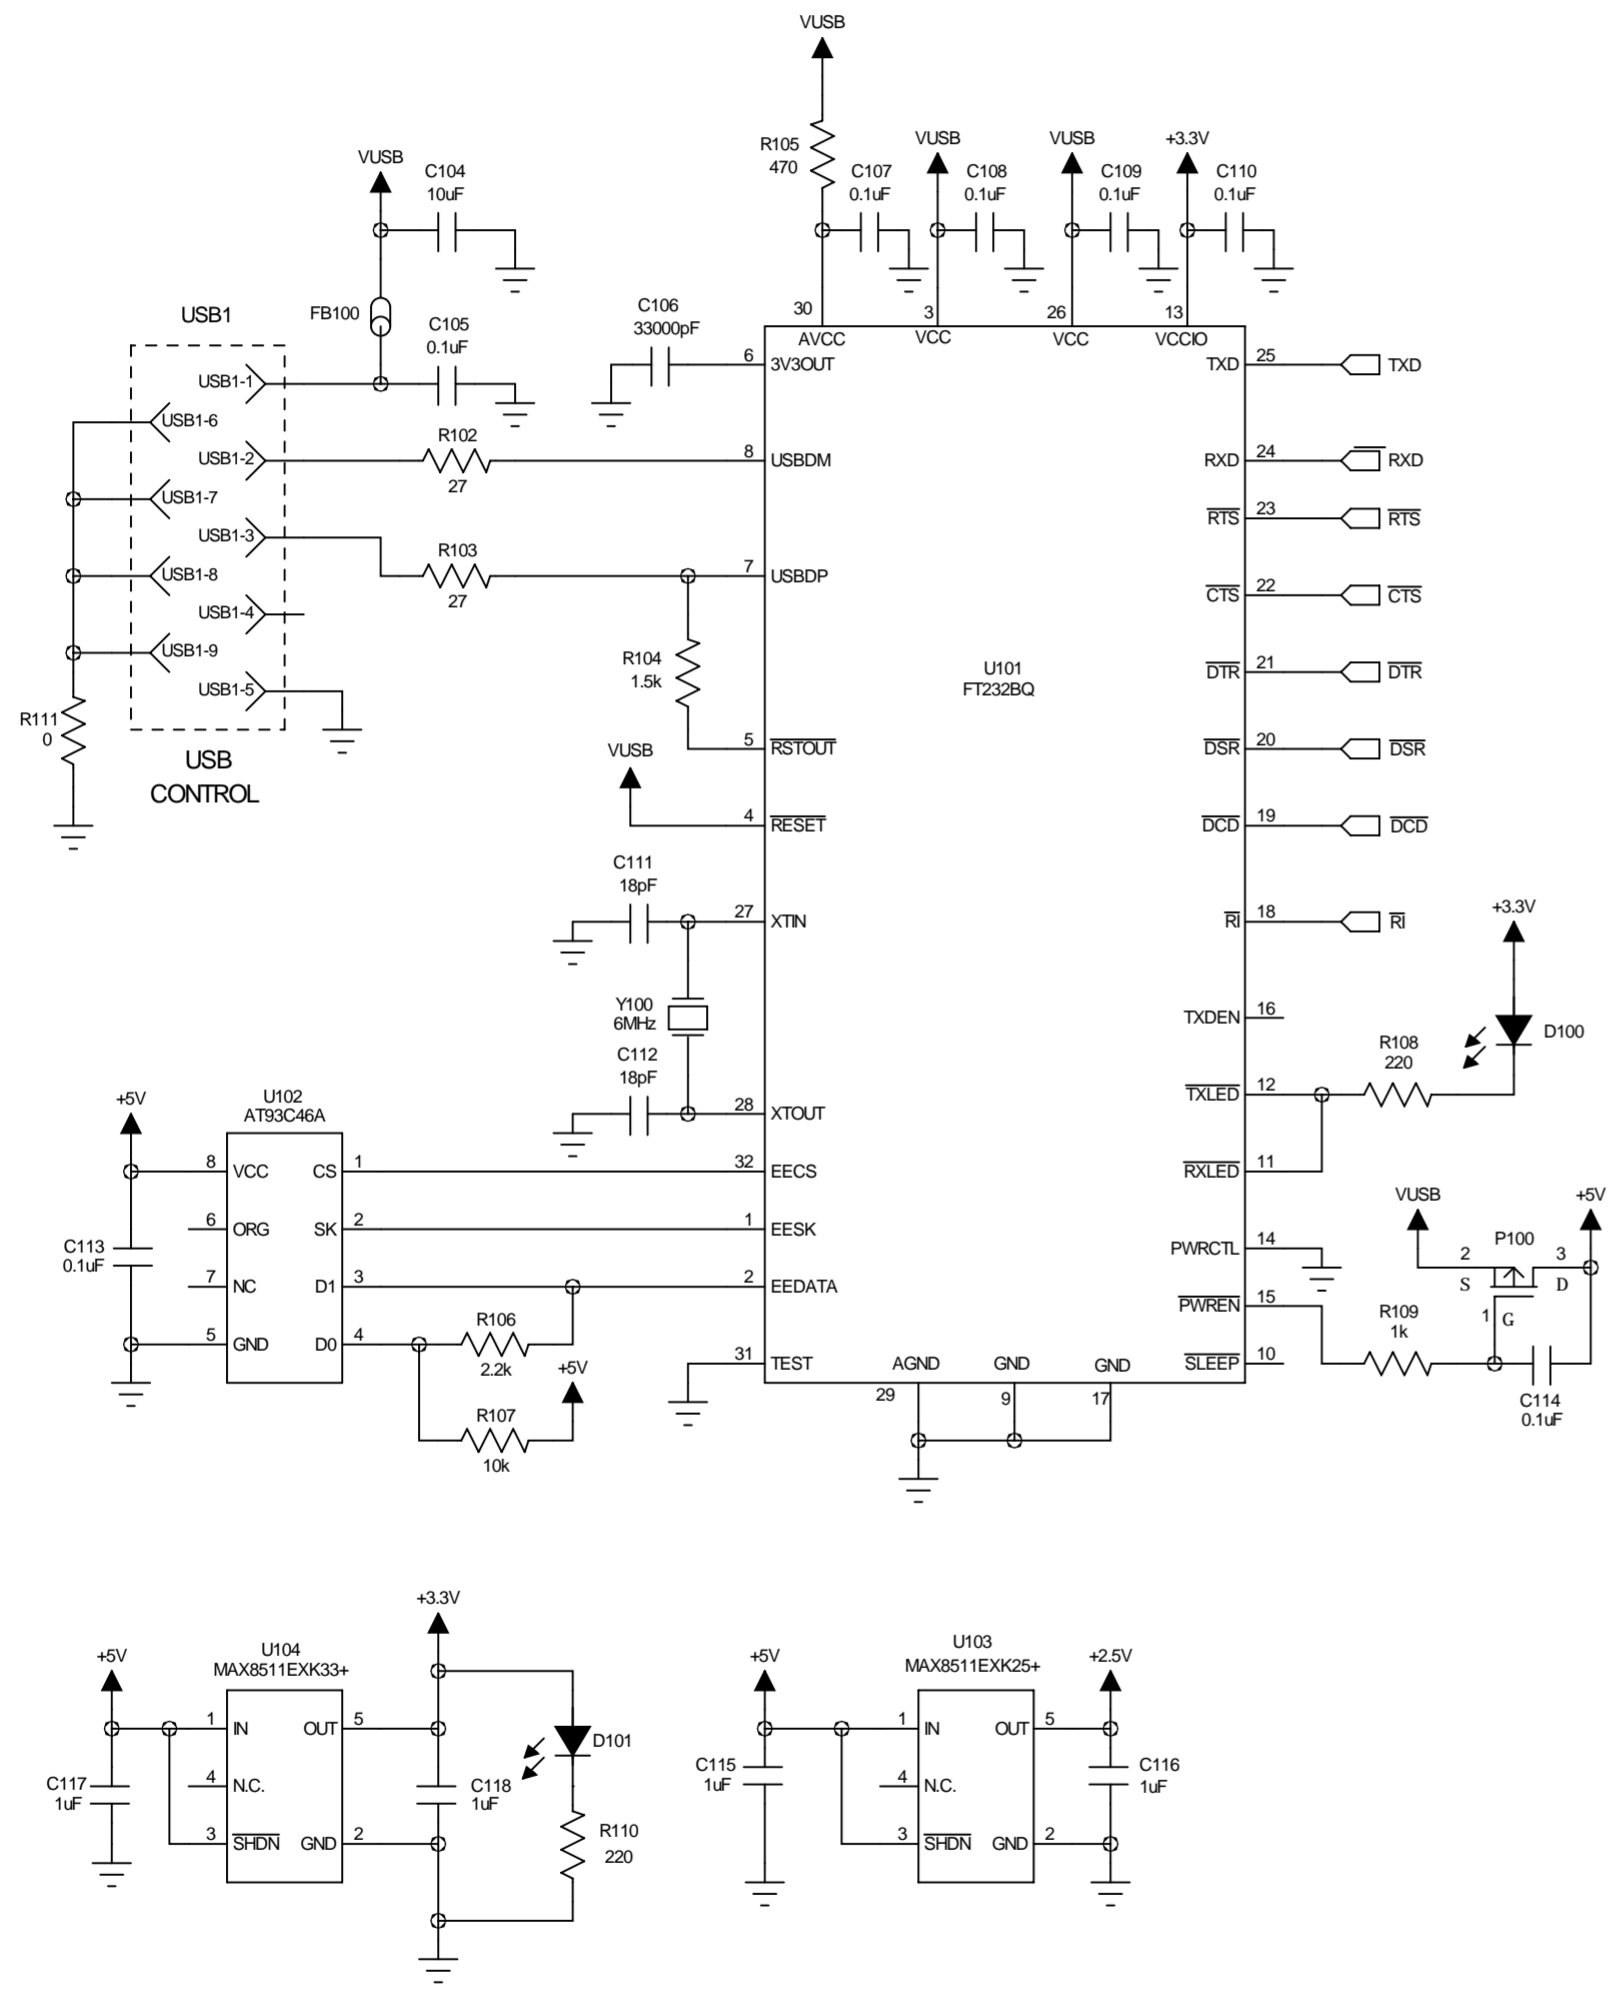 VUSB
R105
470
C107
0.1uF
VUSB
C108
0.1uF
VUSB
C109
0.1uF
+3.3V
C110
0.1uF
VUSB
C104
10uF
FB100
C105
0.1uF
C106
33000pF
USB1
USB1-1
USB1-6
USB1-2
USB1-7
USB1-3
USB1-8
USB1-4
USB1-9
USB1-5
USB
CONTROL
R111
0
R102
27
R103
27
R104
1.5k
VUSB
C111
18pF
Y100
6MHz
C112
18pF
30
3
26
13
AVCC
VCC
VCC
VCCIO
6
3V3OUT
8
USBDM
7
USBDP
5
RSTOUT
4
RESET
27
XTIN
28
XTOUT
32
EECS
1
EESK
2
EEDATA
31
TEST
U101
FT232BQ
AGND
GND
GND
29
9
17
TXD
25
TXD
RXD
24
RXD
RTS
23
RTS
CTS
22
CTS
DTR
21
DTR
DSR
20
DSR
DCD
19
DCD
RI
18
RI
TXDEN
16
TXLED
12
RXLED
11
PWRCTL
14
PWREN
15
SLEEP
10
+3.3V
D100
R108
220
VUSB
+5V
P100
2
3
S
D
1
G
R109
1k
C114
0.1uF
+5V
C113
0.1uF
U102
AT93C46A
8
VCC
CS
1
6
ORG
SK
2
7
NC
D1
3
5
GND
D0
4
R106
2.2k
+5V
R107
10k
+5V
C117
1uF
U104
MAX8511EXK33+
1
IN
OUT
5
4
N.C.
3
SHDN
GND
2
+3.3V
C118
1uF
D101
R110
220
+5V
C115
1uF
U103
MAX8511EXK25+
1
IN
OUT
5
4
N.C.
3
SHDN
GND
2
+2.5V
C116
1uF